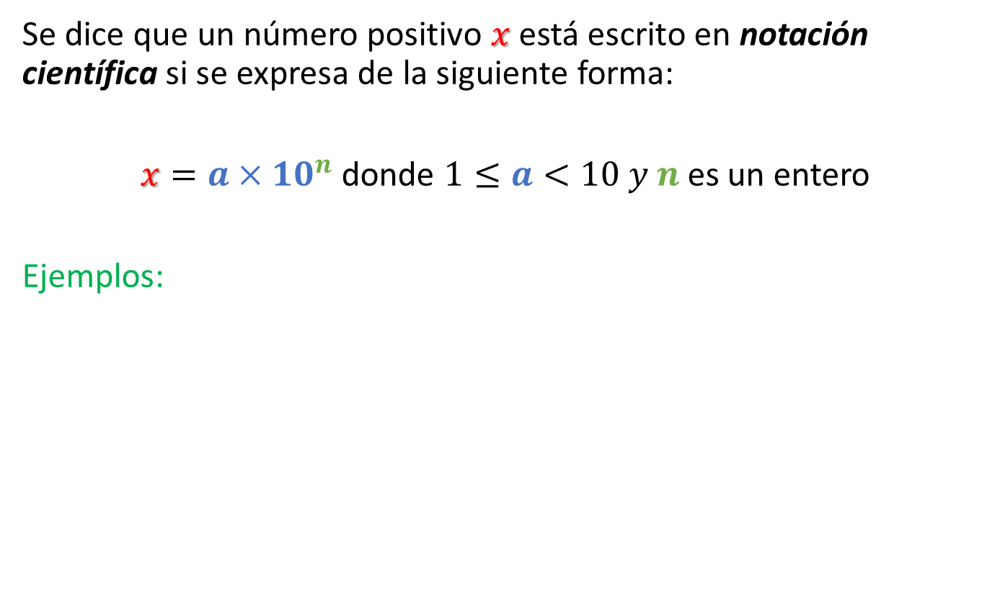 Se dice que un número positivo 𝑥 está escrito en notación
científica si se expresa de la siguiente forma:
𝑥 = 𝒂 × 𝟏𝟎ⁿ donde 1 ≤ 𝒂 < 10 𝑦 𝒏 es un entero
Ejemplos: